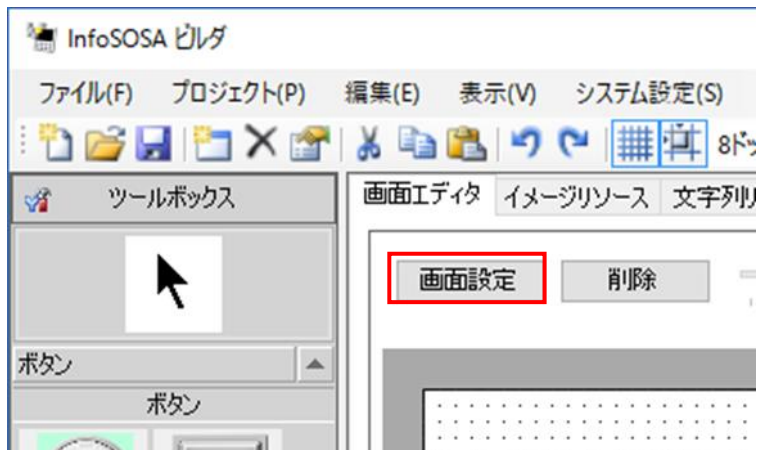 InfoSOSA ビルダ
ファイル(F) プロジェクト(P) 編集(E) 表示(V) システム設定(S)
8ドッ
ツールボックス
画面エディタ イメージリソース 文字列リ
画面設定 削除
ボタン
ボタン